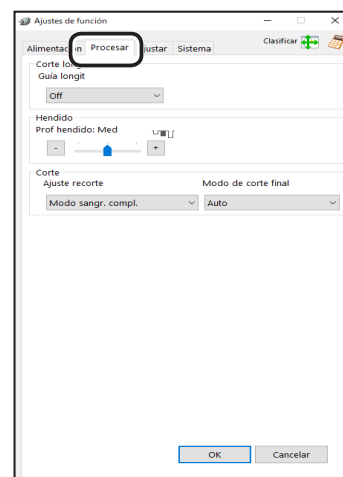 Ajustes de función
Clasificar
Procesar Sistema
Guía longit
Off
Hendido
Prof hendido: Med
- +
Corte
Ajuste recorte Modo de corte final
Modo sangr. compl. Auto
OK Cancelar